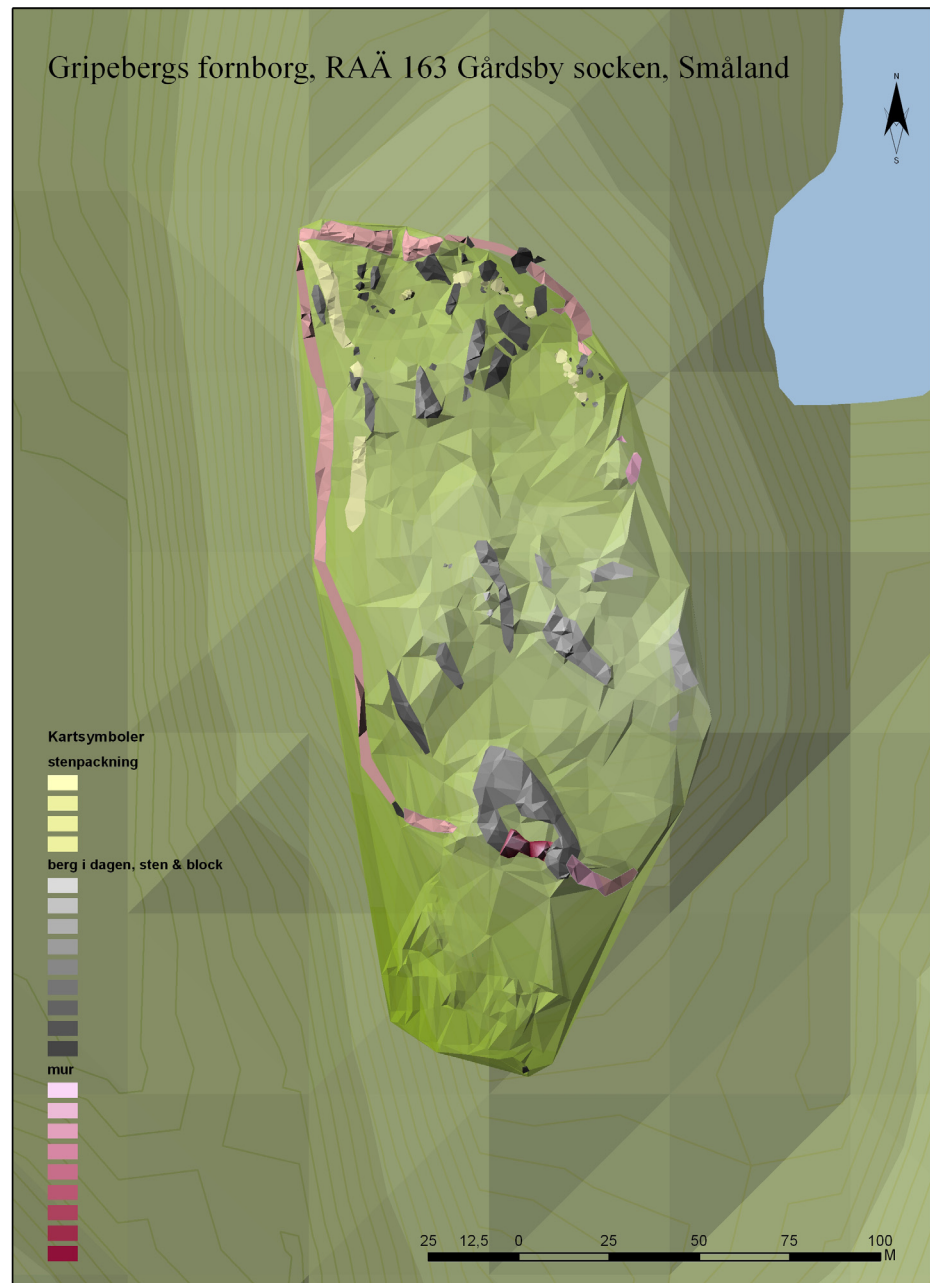 Gripebergs fornborg, RAÄ 163 Gårdsby socken, Småland
N
S
Kartsymboler
stenpackning
berg i dagen, sten & block
mur
25 12,5 0 25 50 75 100
M